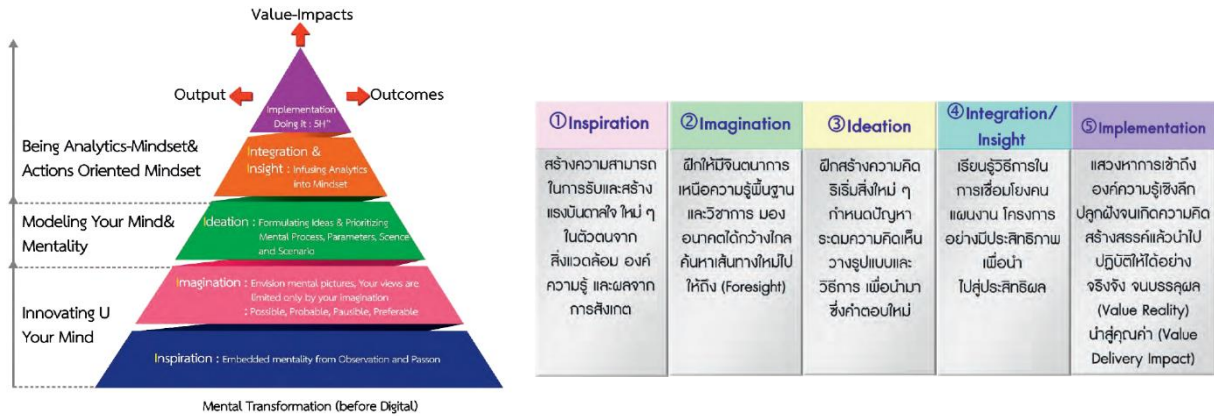 Value-Impacts
Output
Outcomes
Implementation
Doing it : 5H™
Being Analytics-Mindset&
Actions Oriented Mindset
Integration &
Insight : Infusing Analytics
into Mindset
Modeling Your Mind&
Mentality
Ideation : Formulating Ideas & Prioritizing
Mental Process, Parameters, Science
and Scenario
Innovating U
Your Mind
Imagination : Envision mental pictures, Your views are
limited only by your imagination
: Possible, Probable, Pausible, Preferable
Inspiration : Embedded mentality from Observation and Passon
Mental Transformation (before Digital)
①Inspiration
สร้างความสามารถ
ในการรับและสร้าง
แรงบันดาลใจ ใหม่ ๆ
ในตัวตนจาก
สิ่งแวดล้อม องค์
ความรู้ และผลจาก
การสังเกต
②Imagination
ฝึกให้มีจินตนาการ
เหนือความรู้พื้นฐาน
และวิชาการ มอง
อนาคตได้กว้างไกล
ค้นหาเส้นทางใหม่ไป
ให้ถึง (Foresight)
③Ideation
ฝึกสร้างความคิด
ริเริ่มสิ่งใหม่ ๆ
กำหนดปัญหา
ระดมความคิดเห็น
วางรูปแบบและ
วิธีการ เพื่อนำมา
ซึ่งคำตอบใหม่
④Integration/
Insight
เรียนรู้วิธีการใน
การเชื่อมโยงคน
แผนงาน โครงการ
อย่างมีประสิทธิภาพ
เพื่อนำ
ไปสู่ประสิทธิผล
⑤Implementation
แสวงหาการเข้าถึง
องค์ความรู้เชิงลึก
ปลูกฝังจนเกิดความคิด
สร้างสรรค์แล้วนำไป
ปฏิบัติให้ได้อย่าง
จริงจัง จนบรรลุผล
(Value Reality)
นำสู่คุณค่า (Value
Delivery Impact)